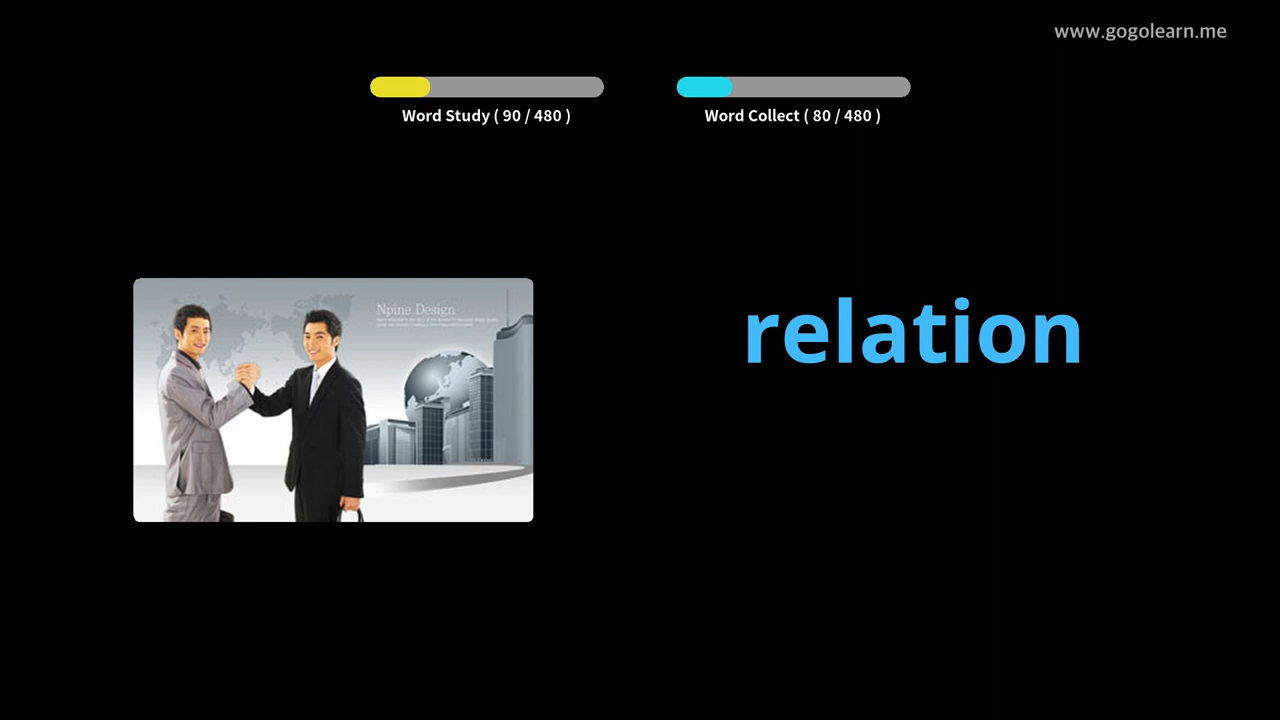 www.gogolearn.me
Word Study ( 90 / 480 )
Word Collect ( 80 / 480 )
Npine Design
relation